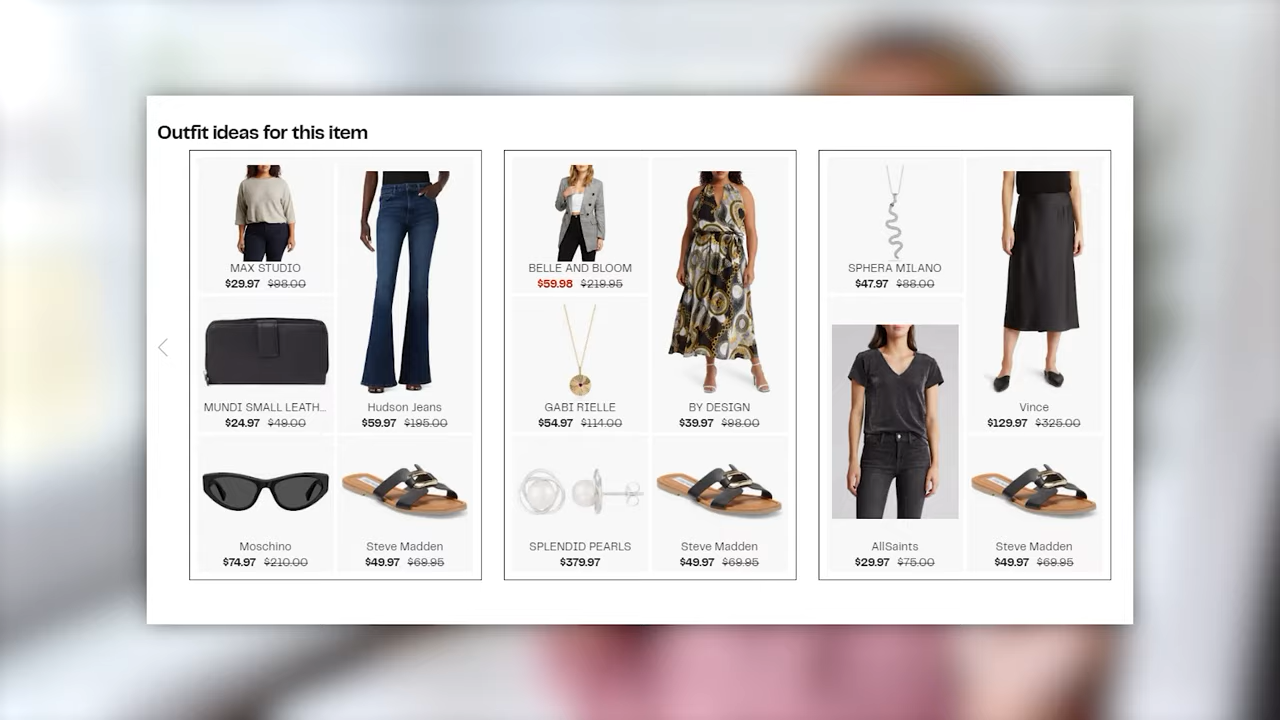 Outfit ideas for this item
MAX STUDIO
$29.97 $98.00
MUNDI SMALL LEATH...
$24.97 $49.00
Moschino
$74.97 $210.00
Hudson Jeans
$59.97 $195.00
Steve Madden
$49.97 $69.95
BELLE AND BLOOM
$59.98 $219.95
GABI RIELLE
$54.97 $114.00
SPLENDID PEARLS
$379.97
BY DESIGN
$39.97 $98.00
Steve Madden
$49.97 $69.95
SPHERA MILANO
$47.97 $88.00
AllSaints
$29.97 $75.00
Vince
$129.97 $325.00
Steve Madden
$49.97 $69.95